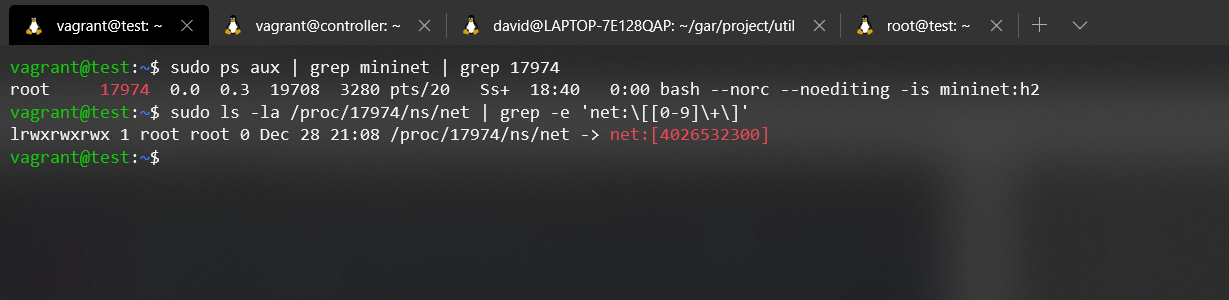 vagrant@test: ~
vagrant@controller: ~
david@LAPTOP-7E128QAP: ~/gar/project/util
root@test: ~
vagrant@test:~$ sudo ps aux | grep mininet | grep 17974
root     17974  0.0  0.3  19708  3280 pts/20   Ss+  18:40   0:00 bash --norc --noediting -is mininet:h2
vagrant@test:~$ sudo ls -la /proc/17974/ns/net | grep -e 'net:\[[0-9]\+\]'
lrwxrwxrwx 1 root root 0 Dec 28 21:08 /proc/17974/ns/net -> net:[4026532300]
vagrant@test:~$